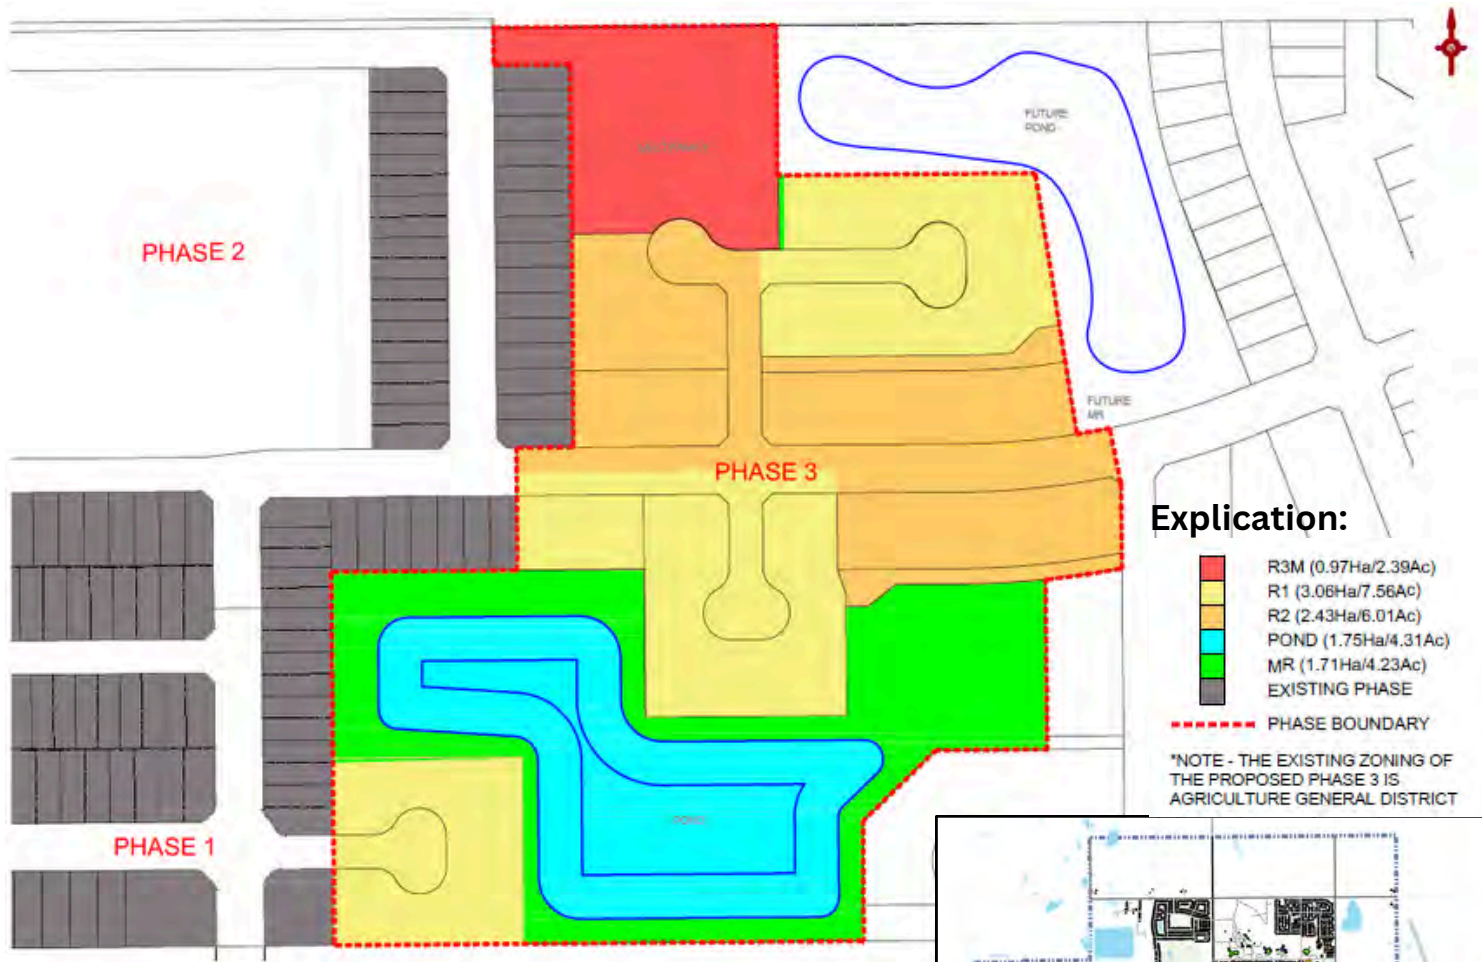 FUTURE
POND
PHASE 2
FUTURE
MR
PHASE 3
Explication:
R3M (0.97Ha/2.39Ac)
R1 (3.06Ha/7.56Ac)
R2 (2.43Ha/6.01Ac)
POND (1.75Ha/4.31Ac)
MR (1.71Ha/4.23Ac)
EXISTING PHASE
PHASE BOUNDARY
*NOTE - THE EXISTING ZONING OF
THE PROPOSED PHASE 3 IS
AGRICULTURE GENERAL DISTRICT
POND
PHASE 1